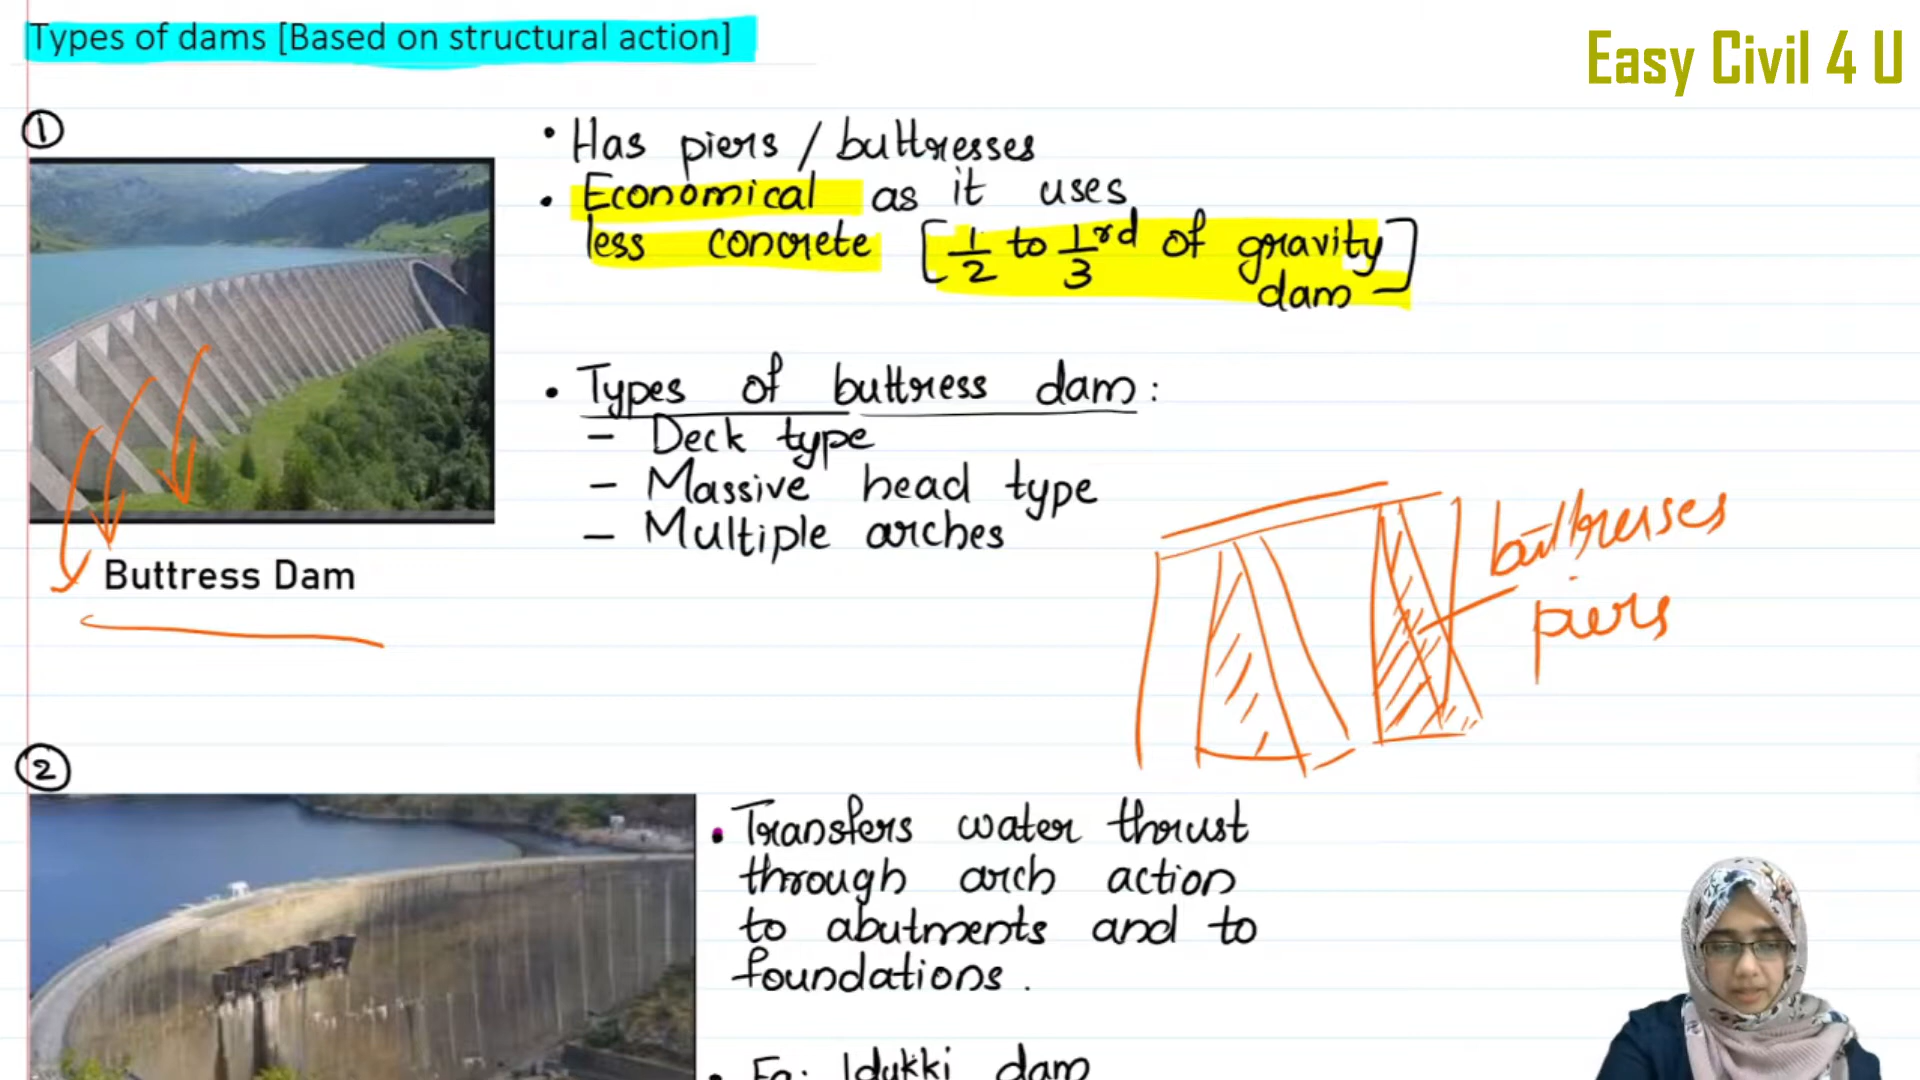 Types of dams [Based on structural action]
Easy Civil 4 U
1
• Has piers / buttresses
• Economical as it uses
less concrete [1/2 to 1/3rd of gravity
dam]
• Types of buttress dam:
- Deck type
- Massive head type
- Multiple arches
buttresses
piers
Buttress Dam
2
• Transfers water thrust
through arch action
to abutments and to
foundations.
• Eg: Idukki dam